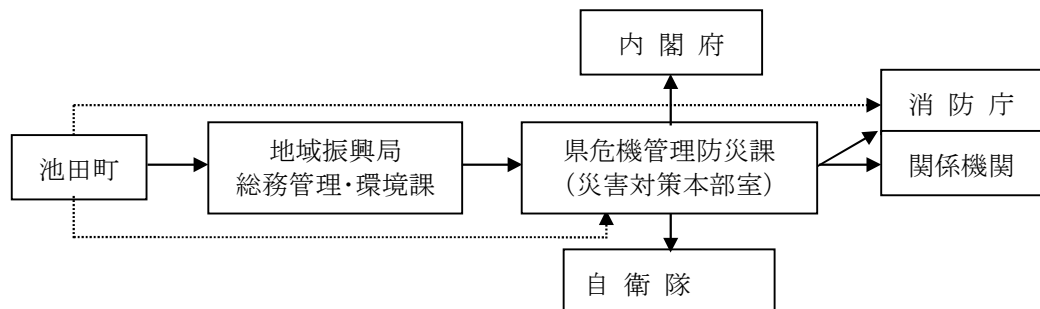 内 閣 府
消 防 庁
池田町
地域振興局
総務管理・環境課
県危機管理防災課
（災害対策本部室）
関係機関
自 衛 隊